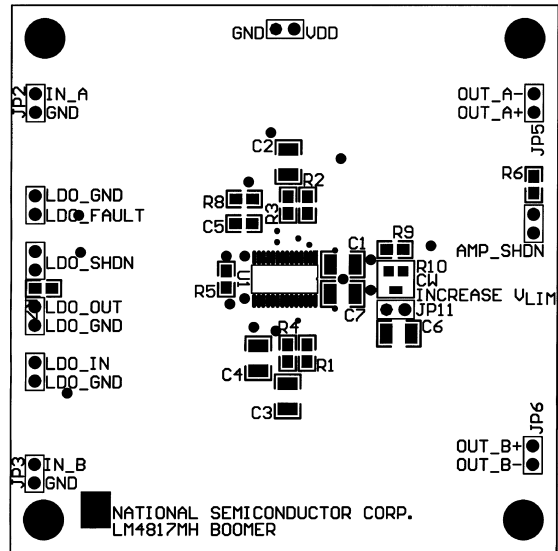 GND VDD
JP2
IN_A
GND
OUT_A-
OUT_A+
JP5
C2
R6
LDO_GND
LDO_FAULT
R8
C5
R3
R2
AMP_SHDN
LDO_SHDN
R9
C1
R10
CW
INCREASE VLIM
R5
U1
LDO_OUT
LDO_GND
C7
JP11
C6
LDO_IN
LDO_GND
R4
R1
C4
C3
JP6
OUT_B+
OUT_B-
JP3
IN_B
GND
NATIONAL SEMICONDUCTOR CORP.
LM4817MH BOOMER